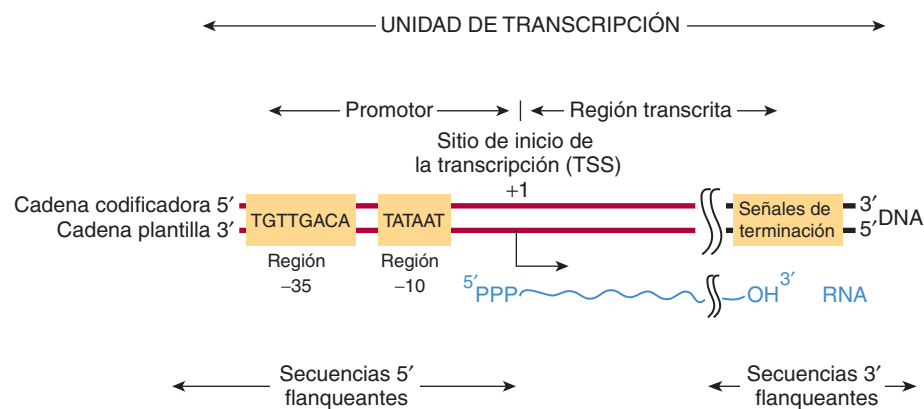 UNIDAD DE TRANSCRIPCIÓN
Promotor
Región transcrita
Sitio de inicio de
la transcripción (TSS)
+1
Cadena codificadora 5′
Cadena plantilla 3′
TGTTGACA
TATAAT
Señales de
terminación
3′
5′
DNA
Región
–35
Región
–10
5′PPP
OH3′
RNA
Secuencias 5′
flanqueantes
Secuencias 3′
flanqueantes